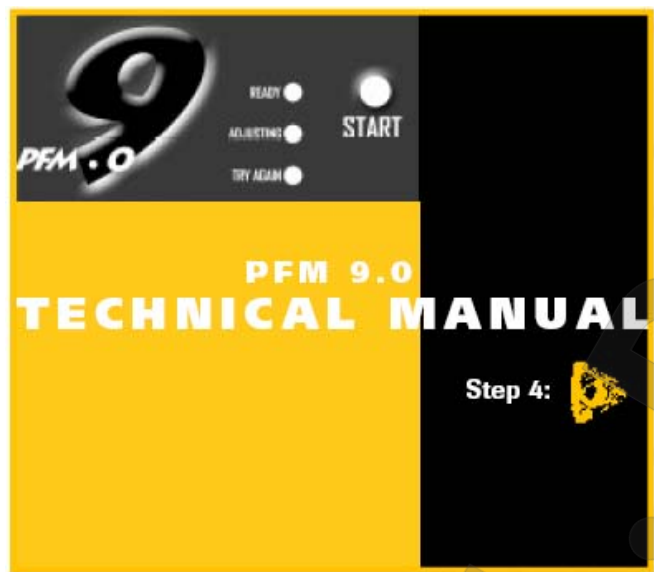 9
PFM . 0
READY
ADJUSTING
TRY AGAIN
START
PFM 9.0
TECHNICAL MANUAL
Step 4: